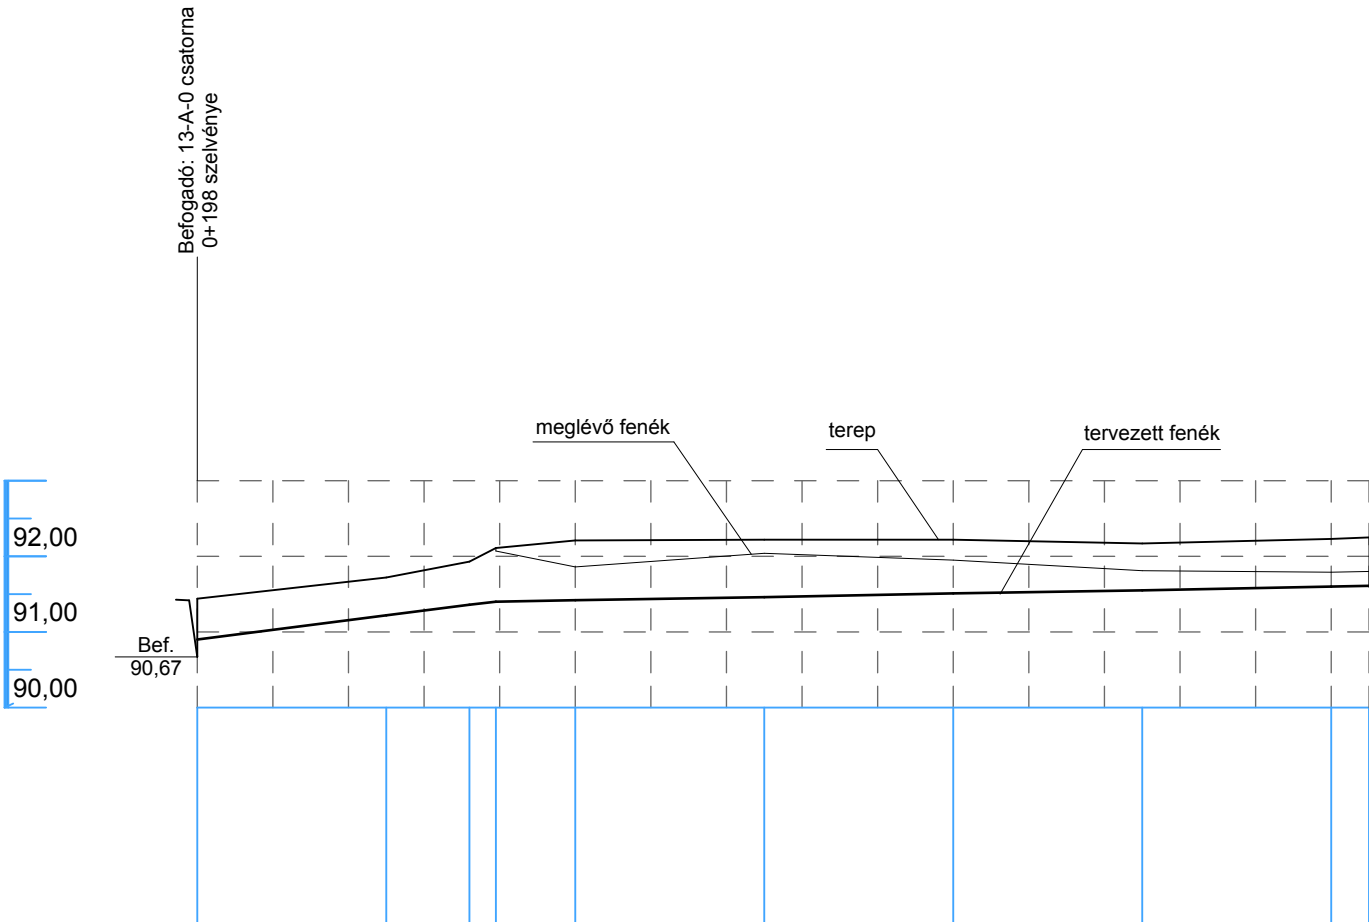 Befogadó: 13-A-0 csatorna
0+198 szelvénye
meglévő fenék
terep
tervezett fenék
92,00
91,00
90,00
Bef.
90,67